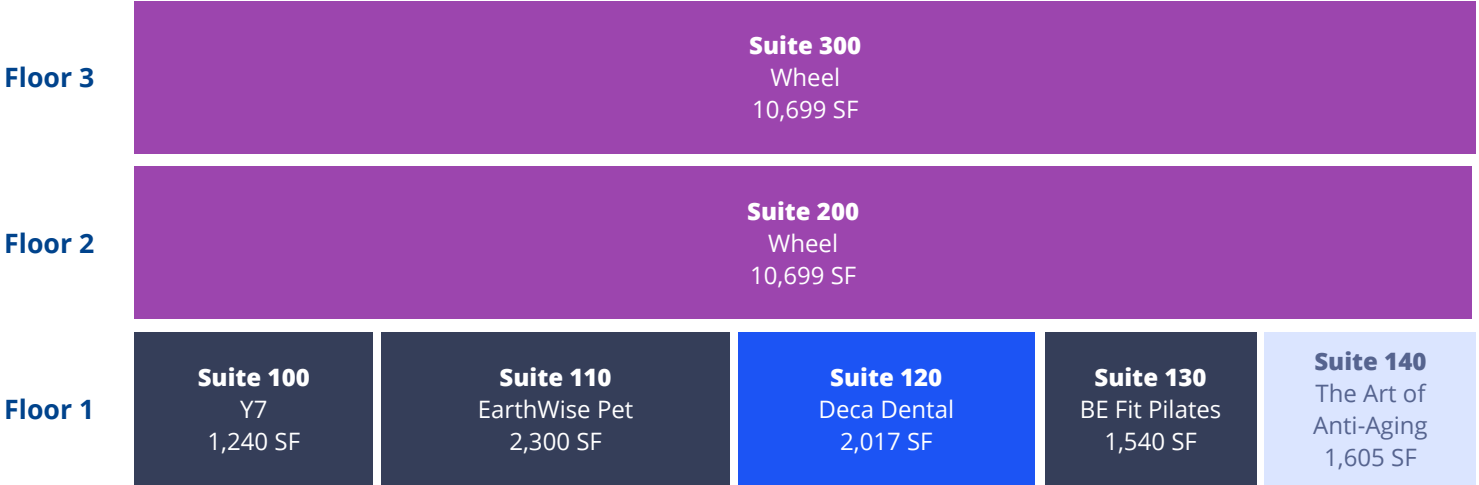 Floor 3
Suite 300
Wheel
10,699 SF
Floor 2
Suite 200
Wheel
10,699 SF
Floor 1
Suite 100
Y7
1,240 SF
Suite 110
EarthWise Pet
2,300 SF
Suite 120
Deca Dental
2,017 SF
Suite 130
BE Fit Pilates
1,540 SF
Suite 140
The Art of
Anti-Aging
1,605 SF